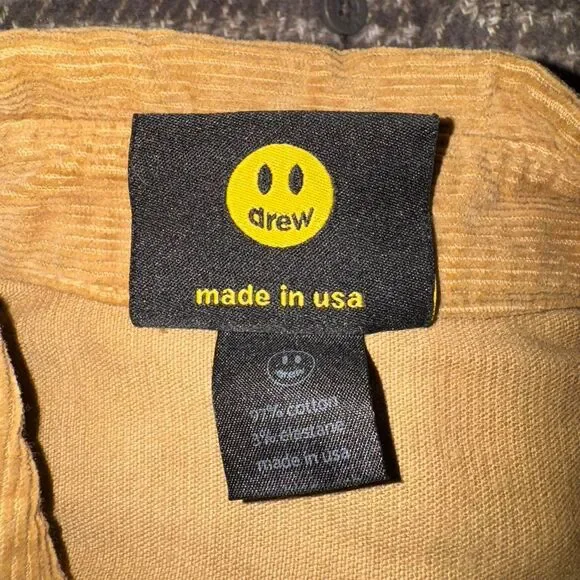 drew
made in usa
drew
97% cotton
3% elastane
made in usa